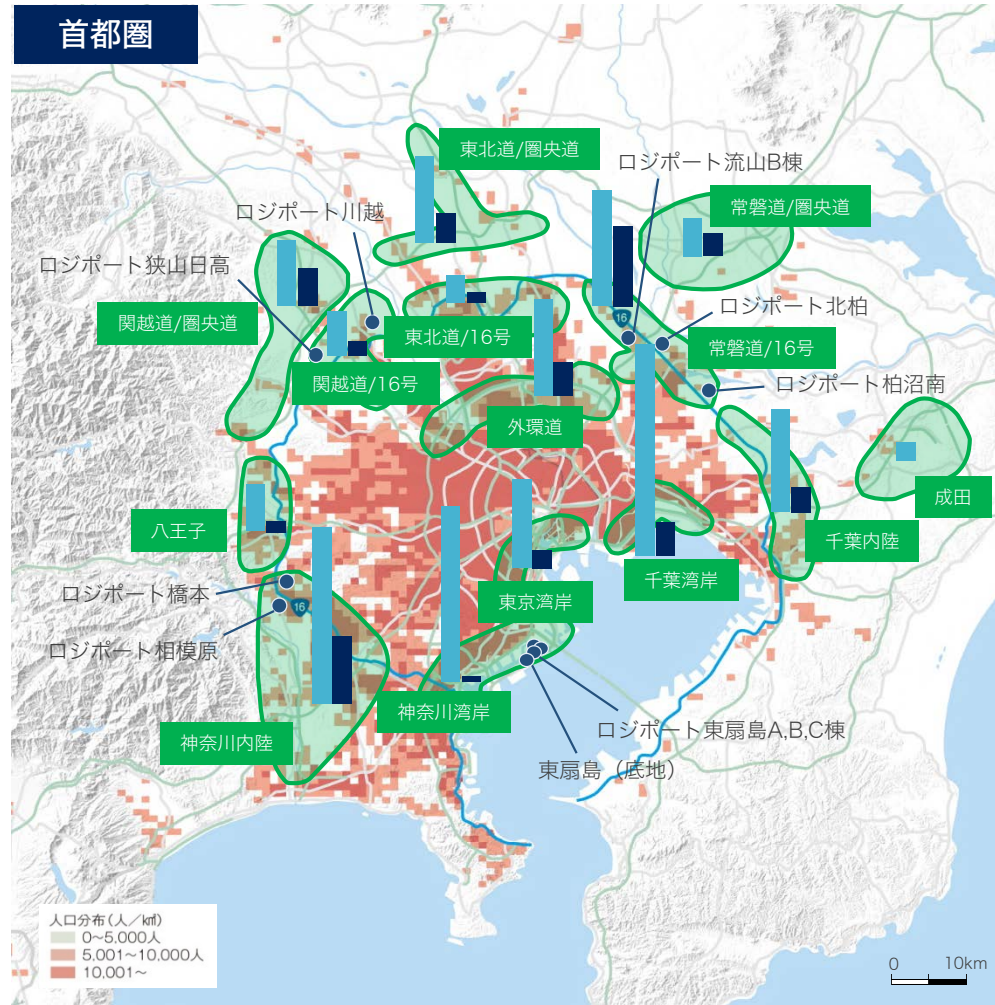 首都圏
東北道/圏央道
ロジポート流山B棟
常磐道/圏央道
ロジポート川越
ロジポート狭山日高
関越道/圏央道
ロジポート北柏
16
東北道/16号
常磐道/16号
関越道/16号
ロジポート柏沼南
外環道
成田
八王子
千葉内陸
千葉湾岸
ロジポート橋本
東京湾岸
16
ロジポート相模原
神奈川湾岸
ロジポート東扇島A,B,C棟
神奈川内陸
東扇島（底地）
人口分布(人／㎢)
0～5,000人
5,001～10,000人
10,001～
0 10km